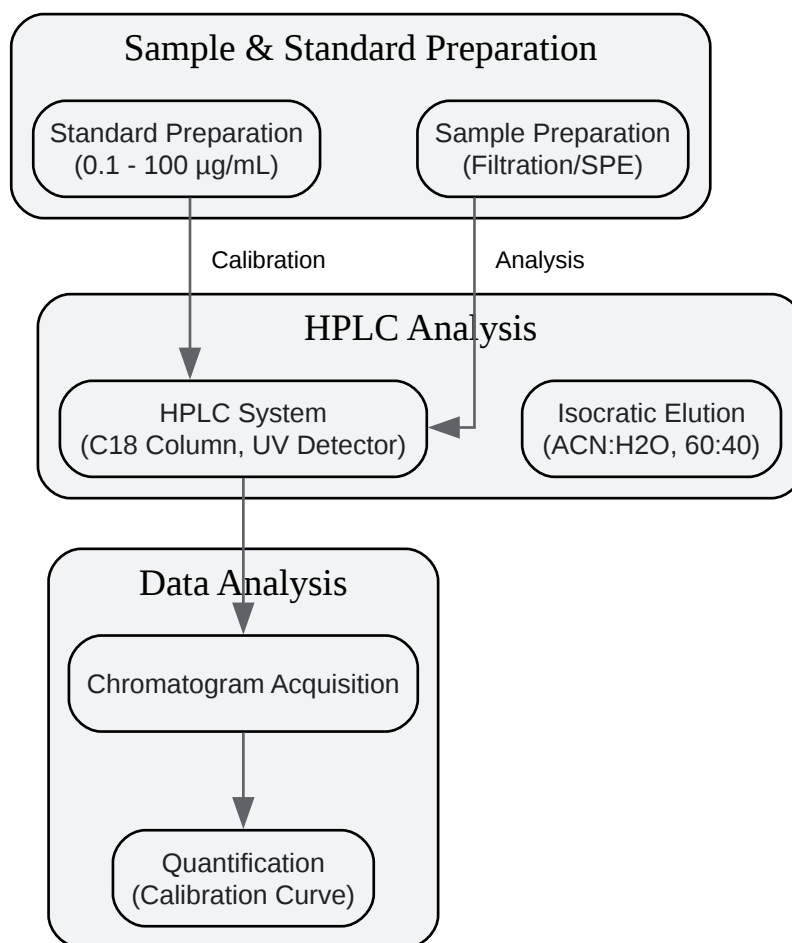 Sample & Standard Preparation
Standard Preparation
(0.1 - 100 µg/mL)
Sample Preparation
(Filtration/SPE)
Calibration
Analysis
HPLC Analysis
HPLC System
(C18 Column, UV Detector)
Isocratic Elution
(ACN:H2O, 60:40)
Data Analysis
Chromatogram Acquisition
Quantification
(Calibration Curve)